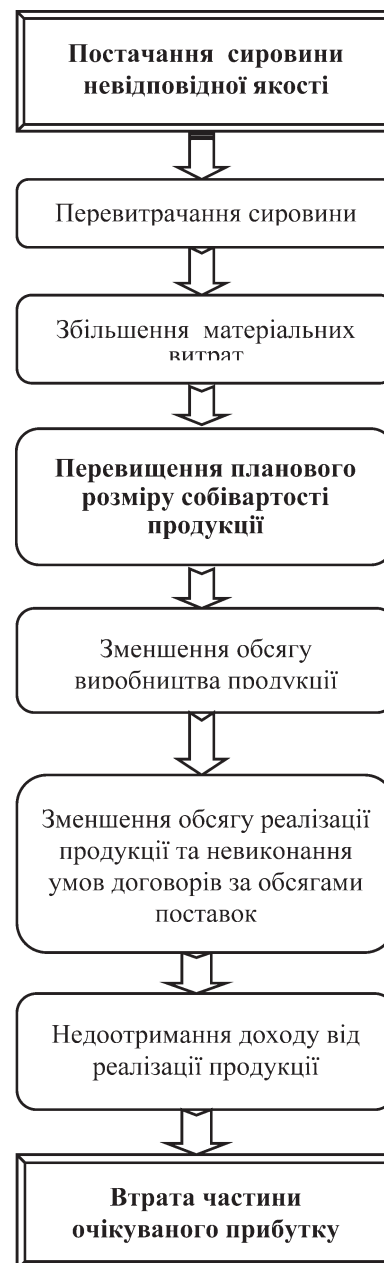 Постачання сировини
невідповідної якості
Перевитрачання сировини
Збільшення матеріальних
витрат
Перевищення планового
розміру собівартості
продукції
Зменшення обсягу
виробництва продукції
Зменшення обсягу реалізації
продукції та невиконання
умов договорів за обсягами
поставок
Недоотримання доходу від
реалізації продукції
Втрата частини
очікуваного прибутку